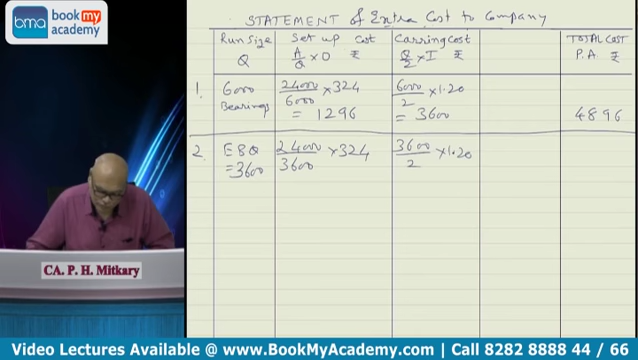 bma
book my
academy
STATEMENT of Extra Cost to Company
Run Size
Q
Set up Cost
A/Q × O ₹
Carring Cost
Q/2 × I ₹
TOTAL COST
P.A. ₹
1.
6000
Bearings
24000/6000 × 324
= 1296
6000/2 × 1.20
= 3600
4896
2.
EBQ
= 3600
24000/3600 × 324
3600/2 × 1.20
CA. P. H. Mitkary
Video Lectures Available @ www.BookMyAcademy.com | Call 8282 8888 44 / 66